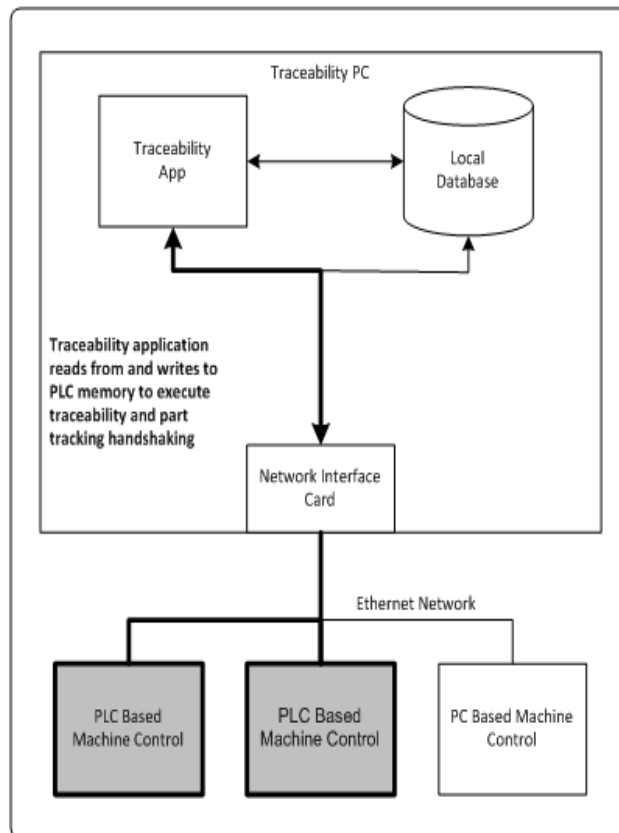 Traceability PC
Traceability
App
Local
Database
Traceability application
reads from and writes to
PLC memory to execute
traceability and part
tracking handshaking
Network Interface
Card
Ethernet Network
PLC Based
Machine Control
PLC Based
Machine Control
PC Based Machine
Control